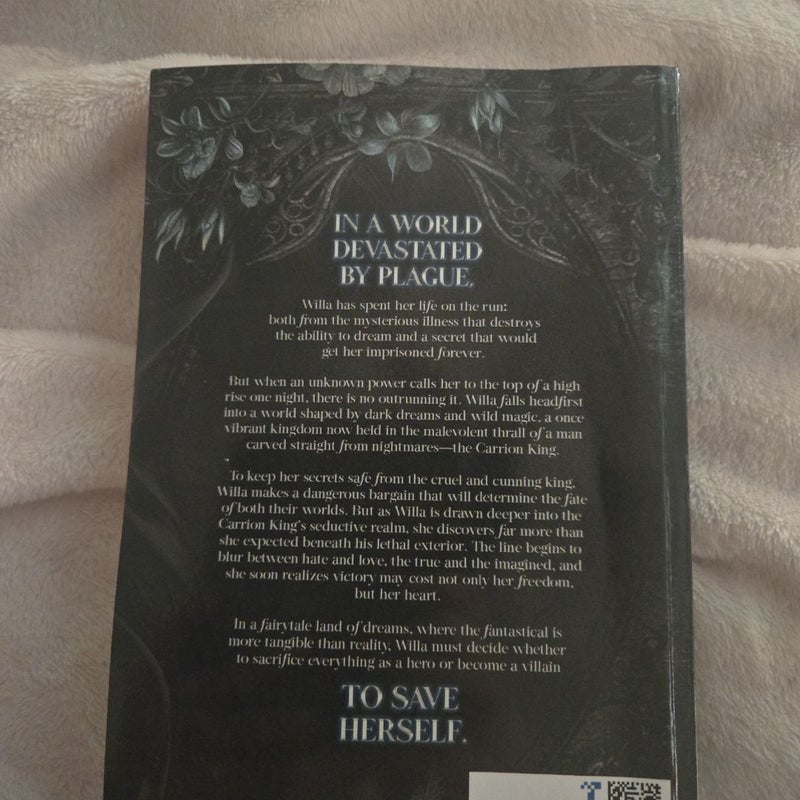 IN A WORLD
DEVASTATED
BY PLAGUE,
Willa has spent her life on the run:
both from the mysterious illness that destroys
the ability to dream and a secret that would
get her imprisoned forever.
But when an unknown power calls her to the top of a high
rise one night, there is no outrunning it. Willa falls headfirst
into a world shaped by dark dreams and wild magic, a once
vibrant kingdom now held in the malevolent thrall of a man
carved straight from nightmares—the Carrion King.
To keep her secrets safe from the cruel and cunning king,
Willa makes a dangerous bargain that will determine the fate
of both their worlds. But as Willa is drawn deeper into the
Carrion King's seductive realm, she discovers far more than
she expected beneath his lethal exterior. The line begins to
blur between hate and love, the true and the imagined, and
she soon realizes victory may cost not only her freedom,
but her heart.
In a fairytale land of dreams, where the fantastical is
more tangible than reality, Willa must decide whether
to sacrifice everything as a hero or become a villain
TO SAVE
HERSELF.